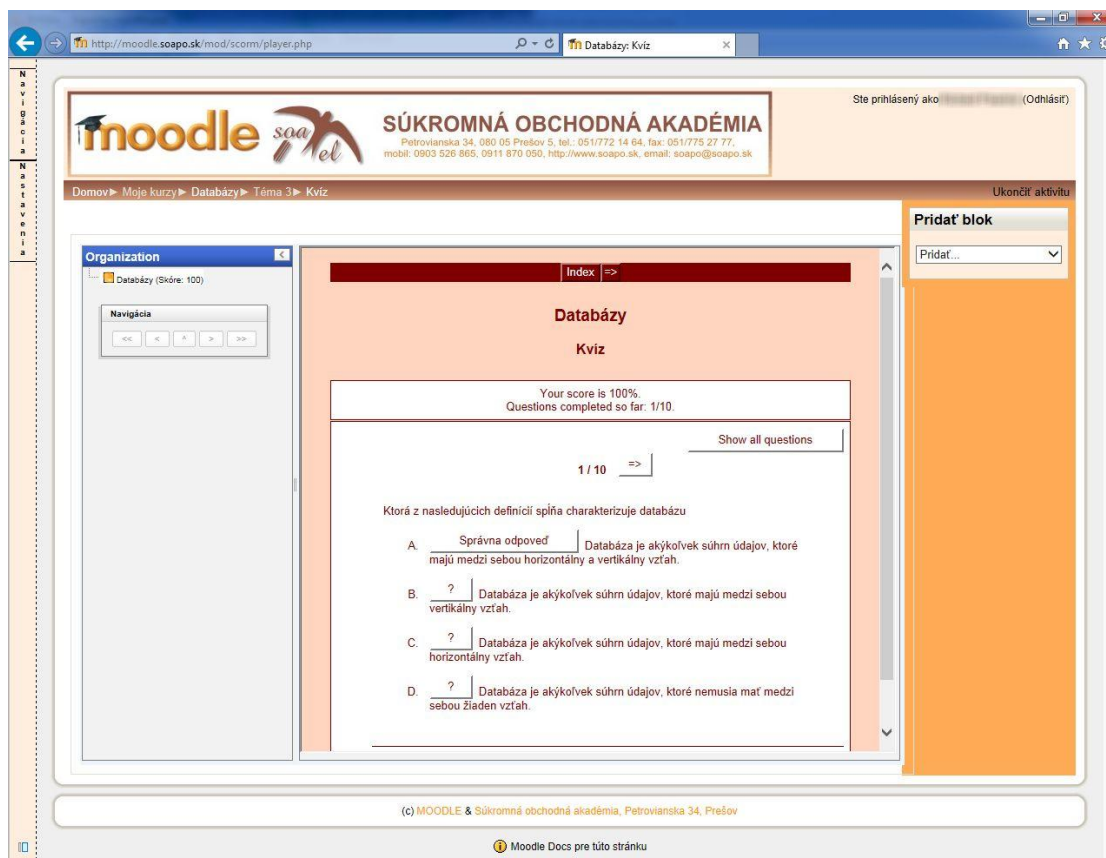 http://moodle.soapo.sk/mod/scorm/player.php
Databázy: Kvíz
Navigácia
Nastavenia
moodle soa tel
SÚKROMNÁ OBCHODNÁ AKADÉMIA
Petrovianska 34, 080 05 Prešov 5, tel.: 051/772 14 64, fax: 051/775 27 77,
mobil: 0903 526 865, 0911 870 050, http://www.soapo.sk, email: soapo@soapo.sk
Ste prihlásený ako (Odhlásiť)
Domov► Moje kurzy► Databázy► Téma 3► Kvíz
Ukončiť aktivitu
Pridať blok
Pridať...
Organization
<
Databázy (Skóre: 100)
Navigácia
<< < ^ > >>
Index =>
Databázy
Kviz
Your score is 100%.
Questions completed so far: 1/10.
Show all questions
1 / 10 =>
Ktorá z nasledujúcich definícií spĺňa charakterizuje databázu
A. Správna odpoveď Databáza je akýkoľvek súhrn údajov, ktoré
majú medzi sebou horizontálny a vertikálny vzťah.
B. ? Databáza je akýkoľvek súhrn údajov, ktoré majú medzi sebou
vertikálny vzťah.
C. ? Databáza je akýkoľvek súhrn údajov, ktoré majú medzi sebou
horizontálny vzťah.
D. ? Databáza je akýkoľvek súhrn údajov, ktoré nemusia mať medzi
sebou žiaden vzťah.
(c) MOODLE & Súkromná obchodná akadémia, Petrovianska 34, Prešov
Moodle Docs pre túto stránku